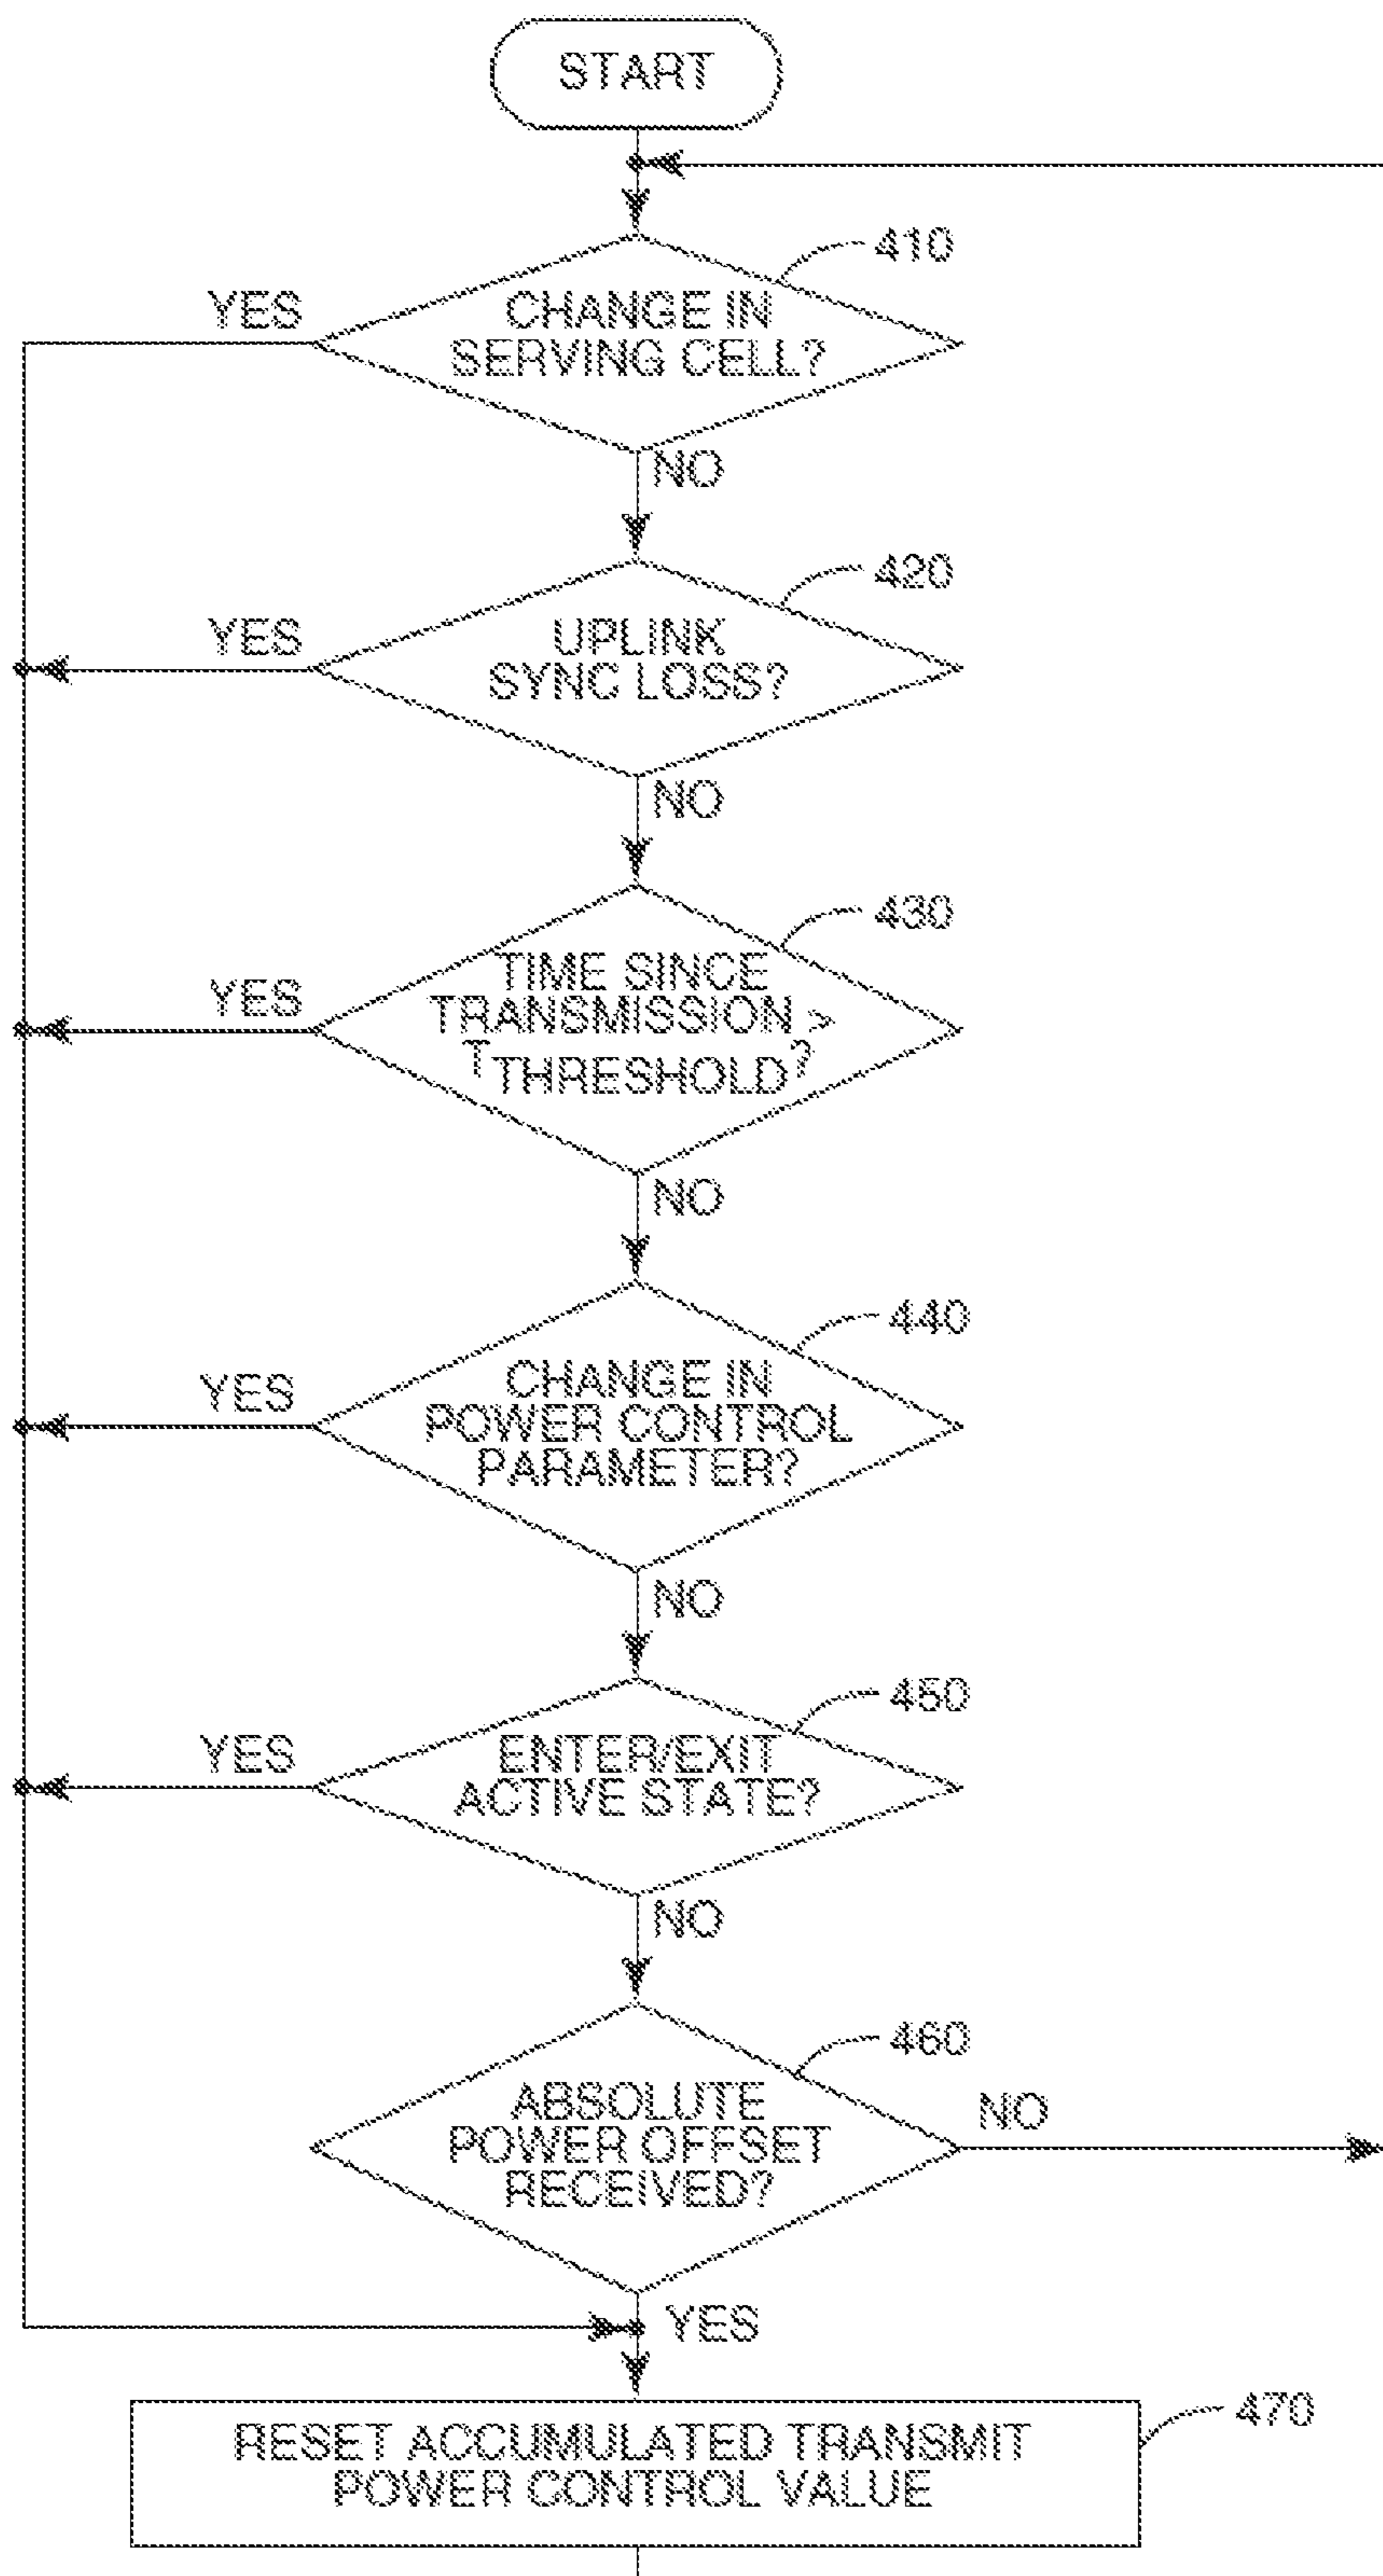 START
410
YES
CHANGE IN
SERVING CELL?
NO
420
YES
UPLINK
SYNC LOSS?
NO
430
YES
TIME SINCE
TRANSMISSION >
T THRESHOLD?
NO
440
YES
CHANGE IN
POWER CONTROL
PARAMETER?
NO
450
YES
ENTER/EXIT
ACTIVE STATE?
NO
460
ABSOLUTE
POWER OFFSET
RECEIVED?
NO
YES
470
RESET ACCUMULATED TRANSMIT
POWER CONTROL VALUE